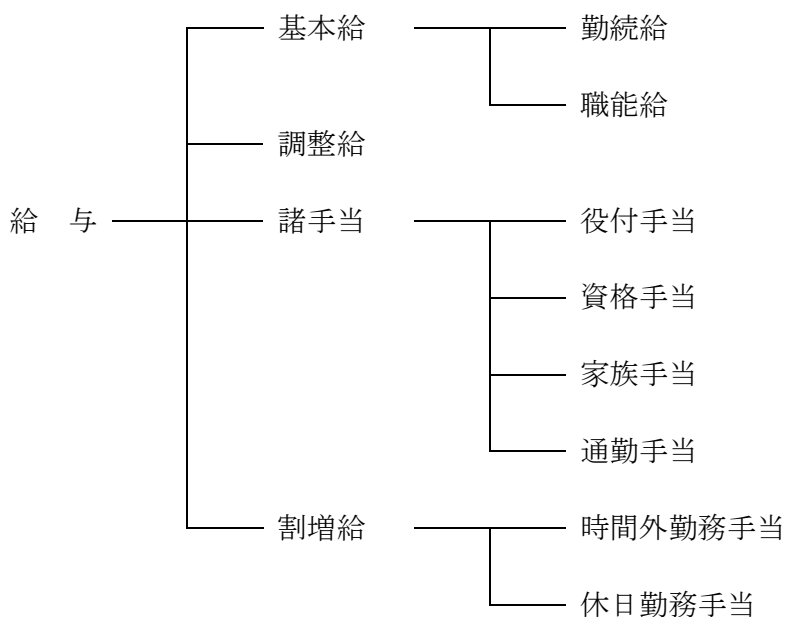 基本給 勤続給
職能給
調整給
給 与 諸手当 役付手当
資格手当
家族手当
通勤手当
割増給 時間外勤務手当
休日勤務手当